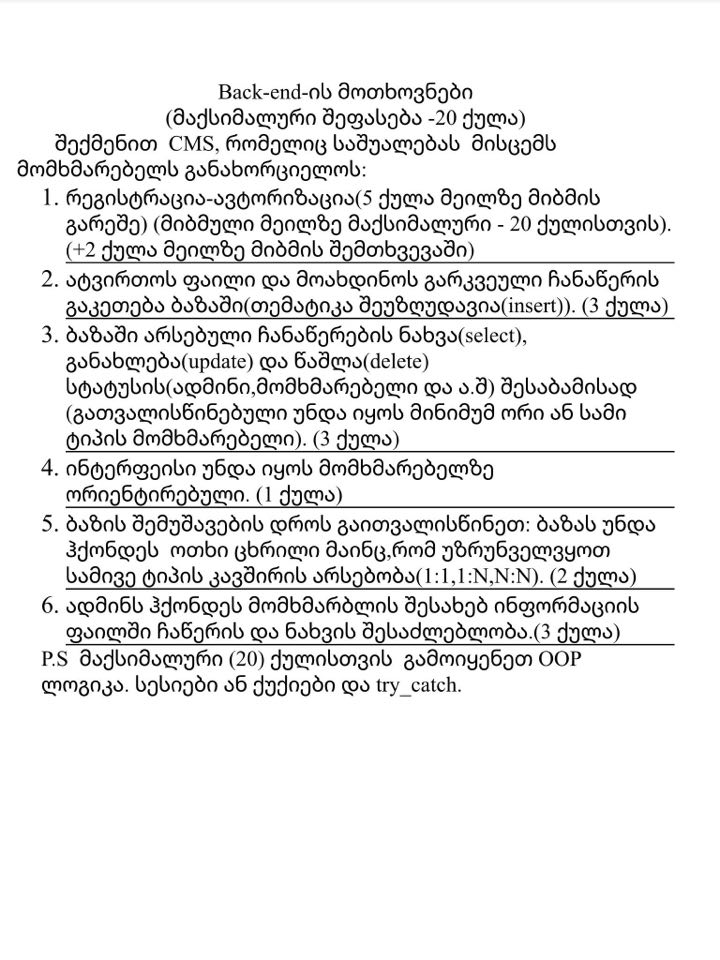 Back-end-ის მოთხოვნები
(მაქსიმალური შეფასება -20 ქულა)
შექმენით CMS, რომელიც საშუალებას მისცემს
მომხმარებელს განახორციელოს:
1. რეგისტრაცია-ავტორიზაცია(5 ქულა მეილზე მიბმის
გარეშე) (მიბმული მეილზე მაქსიმალური - 20 ქულისთვის).
(+2 ქულა მეილზე მიბმის შემთხვევაში)
2. ატვირთოს ფაილი და მოახდინოს გარკვეული ჩანაწერის
გაკეთება ბაზაში(თემატიკა შეუზღუდავია(insert)). (3 ქულა)
3. ბაზაში არსებული ჩანაწერების ნახვა(select),
განახლება(update) და წაშლა(delete)
სტატუსის(ადმინი,მომხმარებელი და ა.შ) შესაბამისად
(გათვალისწინებული უნდა იყოს მინიმუმ ორი ან სამი
ტიპის მომხმარებელი). (3 ქულა)
4. ინტერფეისი უნდა იყოს მომხმარებელზე
ორიენტირებული. (1 ქულა)
5. ბაზის შემუშავების დროს გაითვალისწინეთ: ბაზას უნდა
ჰქონდეს ოთხი ცხრილი მაინც,რომ უზრუნველვყოთ
სამივე ტიპის კავშირის არსებობა(1:1,1:N,N:N). (2 ქულა)
6. ადმინს ჰქონდეს მომხმარბლის შესახებ ინფორმაციის
ფაილში ჩაწერის და ნახვის შესაძლებლობა.(3 ქულა)
P.S მაქსიმალური (20) ქულისთვის გამოიყენეთ OOP
ლოგიკა. სესიები ან ქუქიები და try_catch.